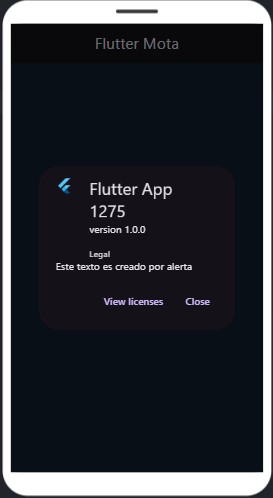 Flutter Mota
Flutter App
1275
version 1.0.0
Legal
Este texto es creado por alerta
View licenses Close